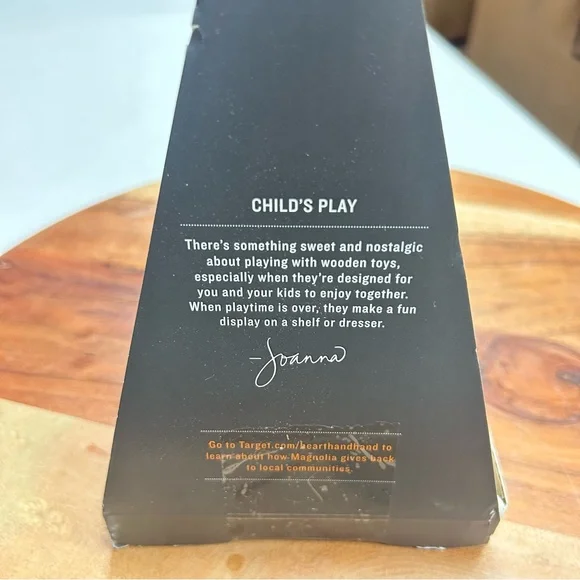 CHILD'S PLAY
There's something sweet and nostalgic
about playing with wooden toys,
especially when they're designed for
you and your kids to enjoy together.
When playtime is over, they make a fun
display on a shelf or dresser.
–Joanna
Go to Target.com/hearthandhand to
learn about how Magnolia gives back
to local communities.